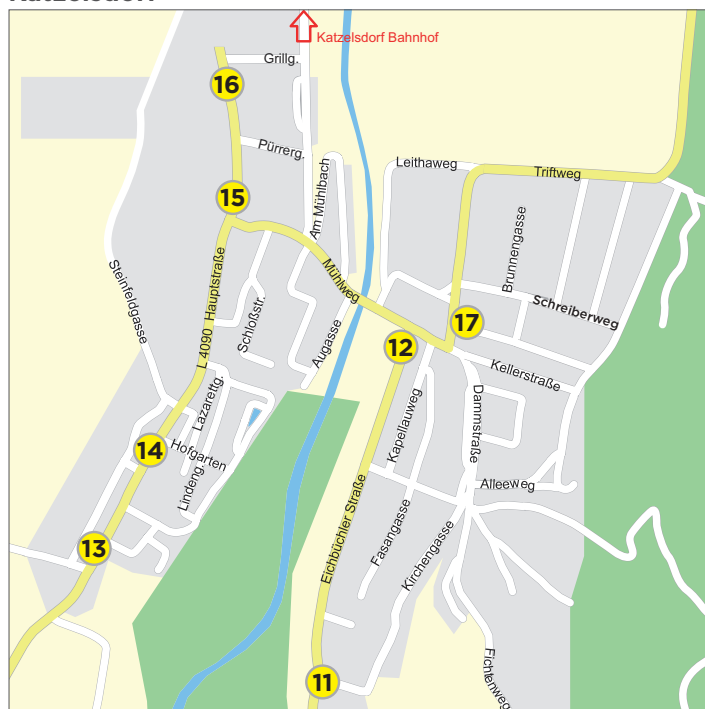 Katzelsdorf Bahnhof
Grillg.
16
Pürrerg.
Am Mühlbach
Leithaweg
Triftweg
15
Brunnengasse
Steinfeldgasse
L 4090 Hauptstraße
Schloßstr.
Mühlweg
Augasse
Schreiberweg
17
12
Kellerstraße
Lazarettg.
Kapellauweg
Dammstraße
14
Hofgarten
Lindeng.
Alleeweg
Eichbüchler Straße
Fasangasse
Kirchengasse
13
Fichtenweg
11